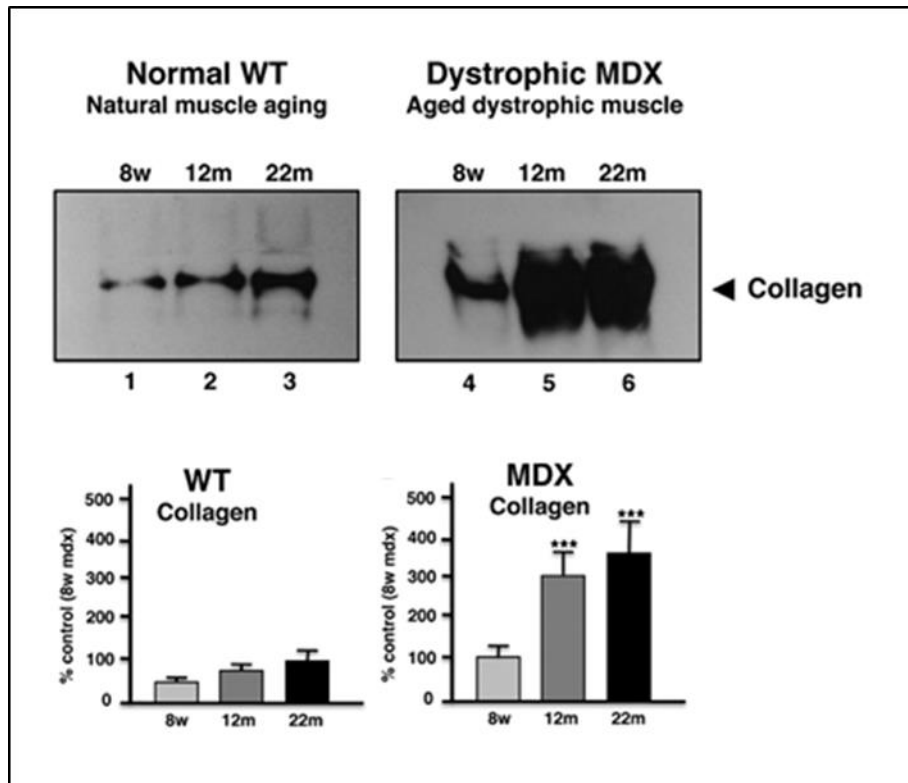 Normal WT
Natural muscle aging
Dystrophic MDX
Aged dystrophic muscle
8w 12m 22m
8w 12m 22m
◄ Collagen
1 2 3
4 5 6
WT
Collagen
% control (8w mdx)
500
400
300
200
100
0
8w 12m 22m
MDX
Collagen
% control (8w mdx)
500
400
300
200
100
0
*** ***
8w 12m 22m